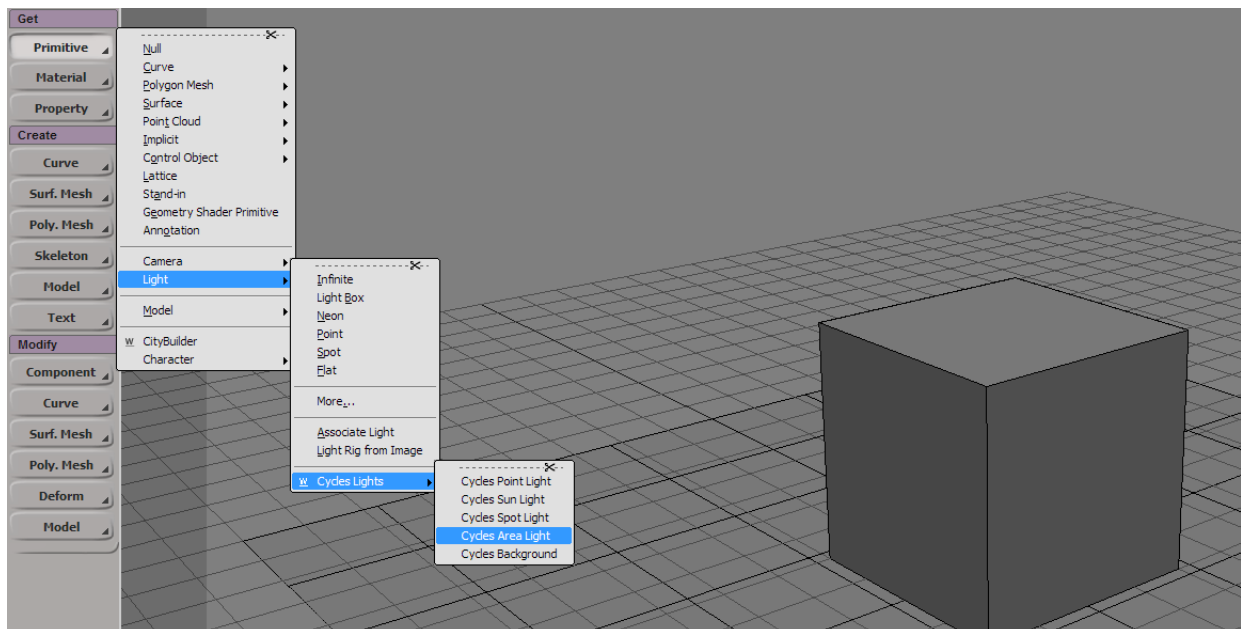 Get
Primitive
Material
Property
Create
Curve
Surf. Mesh
Poly. Mesh
Skeleton
Model
Text
Modify
Component
Curve
Surf. Mesh
Poly. Mesh
Deform
Model
Null
Curve
Polygon Mesh
Surface
Point Cloud
Implicit
Control Object
Lattice
Stand-in
Geometry Shader Primitive
Annotation
Camera
Light
Model
W CityBuilder
Character
Infinite
Light Box
Neon
Point
Spot
Flat
More...
Associate Light
Light Rig from Image
W Cycles Lights
Cycles Point Light
Cycles Sun Light
Cycles Spot Light
Cycles Area Light
Cycles Background